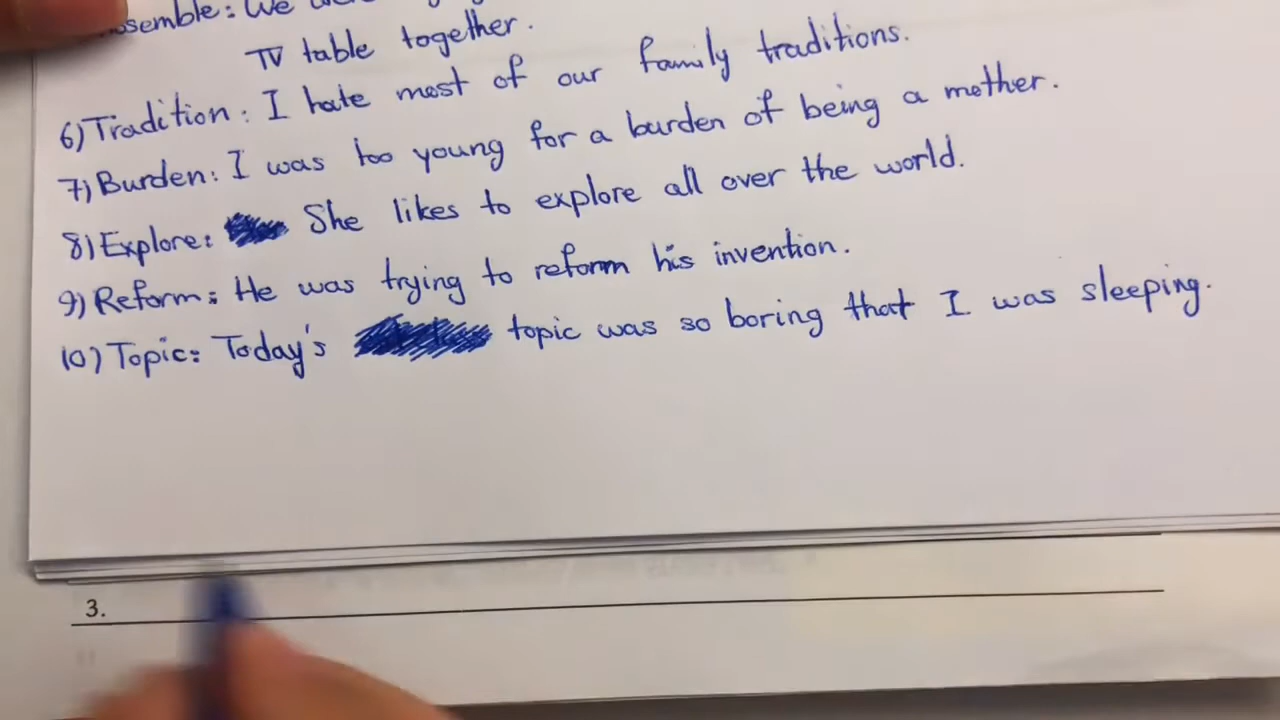 ssemble: We
TV table together.
6) Tradition: I hate most of our family traditions.
7) Burden: I was too young for a burden of being a mother.
8) Explore: She likes to explore all over the world.
9) Reform: He was trying to reform his invention.
10) Topic: Today's topic was so boring that I was sleeping.
3.